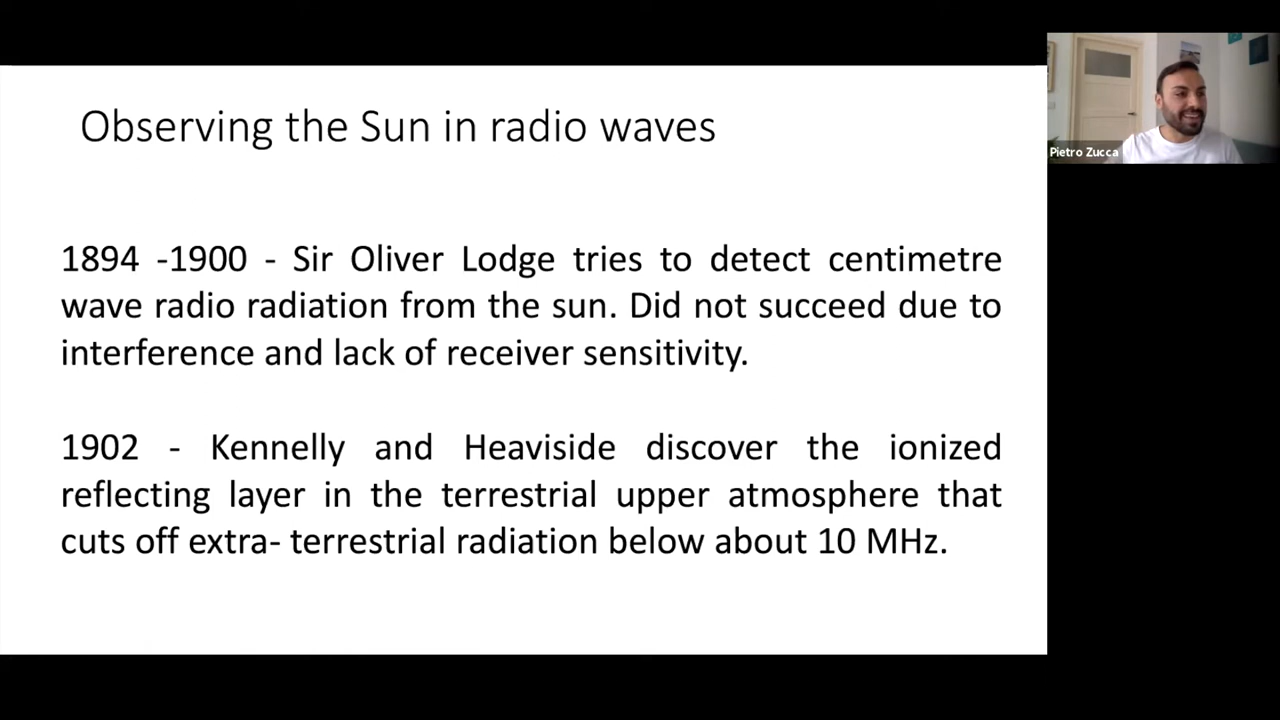 Observing the Sun in radio waves
1894 -1900 - Sir Oliver Lodge tries to detect centimetre
wave radio radiation from the sun. Did not succeed due to
interference and lack of receiver sensitivity.
1902 - Kennelly and Heaviside discover the ionized
reflecting layer in the terrestrial upper atmosphere that
cuts off extra- terrestrial radiation below about 10 MHz.
Pietro Zucca